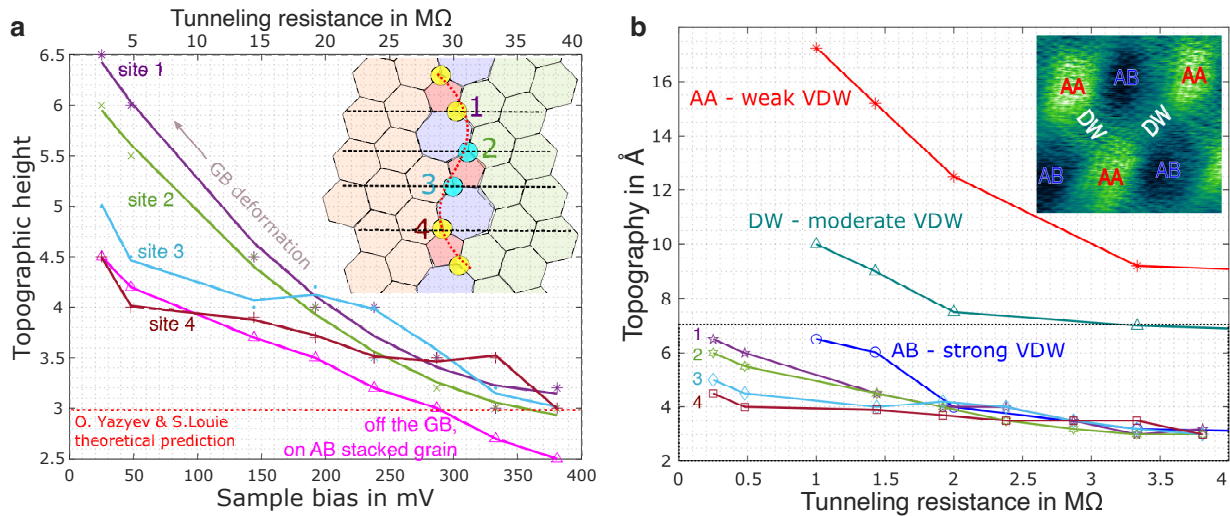 a
Tunneling resistance in MΩ
5 10 15 20 25 30 35 40
Topographic height
6.5
6
5.5
5
4.5
4
3.5
3
2.5
site 1
site 2
GB deformation
site 3
site 4
1
2
3
4
O. Yazyev & S.Louie
theoretical prediction
off the GB,
on AB stacked grain
0 50 100 150 200 250 300 350 400
Sample bias in mV
b
Topography in Å
16
14
12
10
8
6
4
2
AA - weak VDW
DW - moderate VDW
AB - strong VDW
AA AB AA
DW DW
AB AA AB
1
2
3
4
0 0.5 1 1.5 2 2.5 3 3.5 4
Tunneling resistance in MΩ